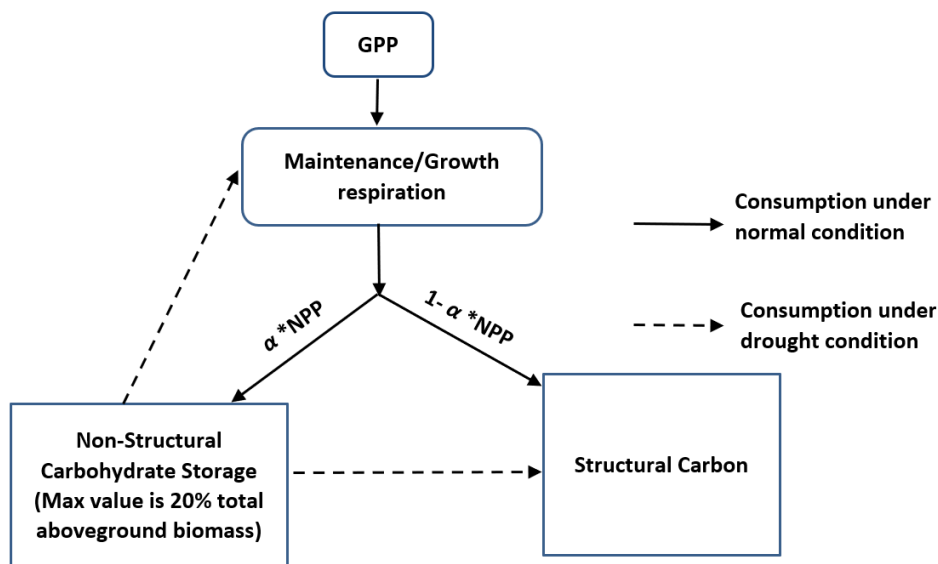 GPP
Maintenance/Growth
respiration
Consumption under
normal condition
α *NPP
1- α *NPP
Consumption under
drought condition
Non-Structural
Carbohydrate Storage
(Max value is 20% total
aboveground biomass)
Structural Carbon